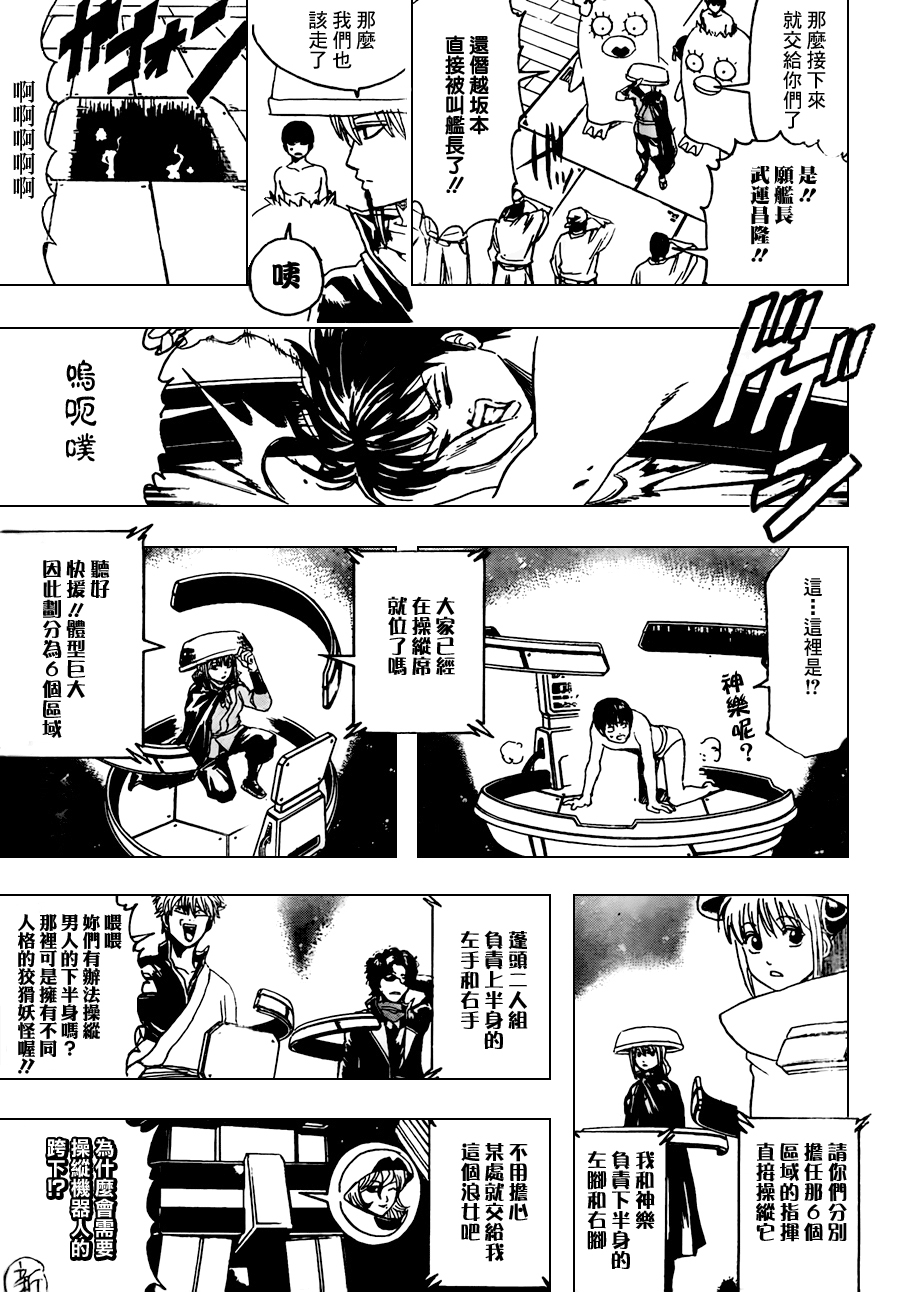 那麼接下來
就交給你們了
是!!
願艦長
武運昌隆!!
還僭越坂本
直接被叫艦長了!!
那麼
我們也
該走了
咦
ガコォン
啊啊啊啊啊
ドゲシ
嗚呃噗
這…這裡是!?
神樂呢?
大家已經
在操縱席
就位了嗎
聽好
快援!!體型巨大
因此劃分為6個區域
請你們分別
擔任那6個
區域的指揮
直接操縱它
我和神樂
負責下半身的
左腳和右腳
蓬頭二人組
負責上半身的
左手和右手
喂喂
妳們有辦法操縱
男人的下半身嗎?
那裡可是擁有不同
人格的狡猾妖怪喔!!
不用擔心
某處就交給我
這個浪女吧
為什麼會需要
操縱機器人的
跨下!?
新